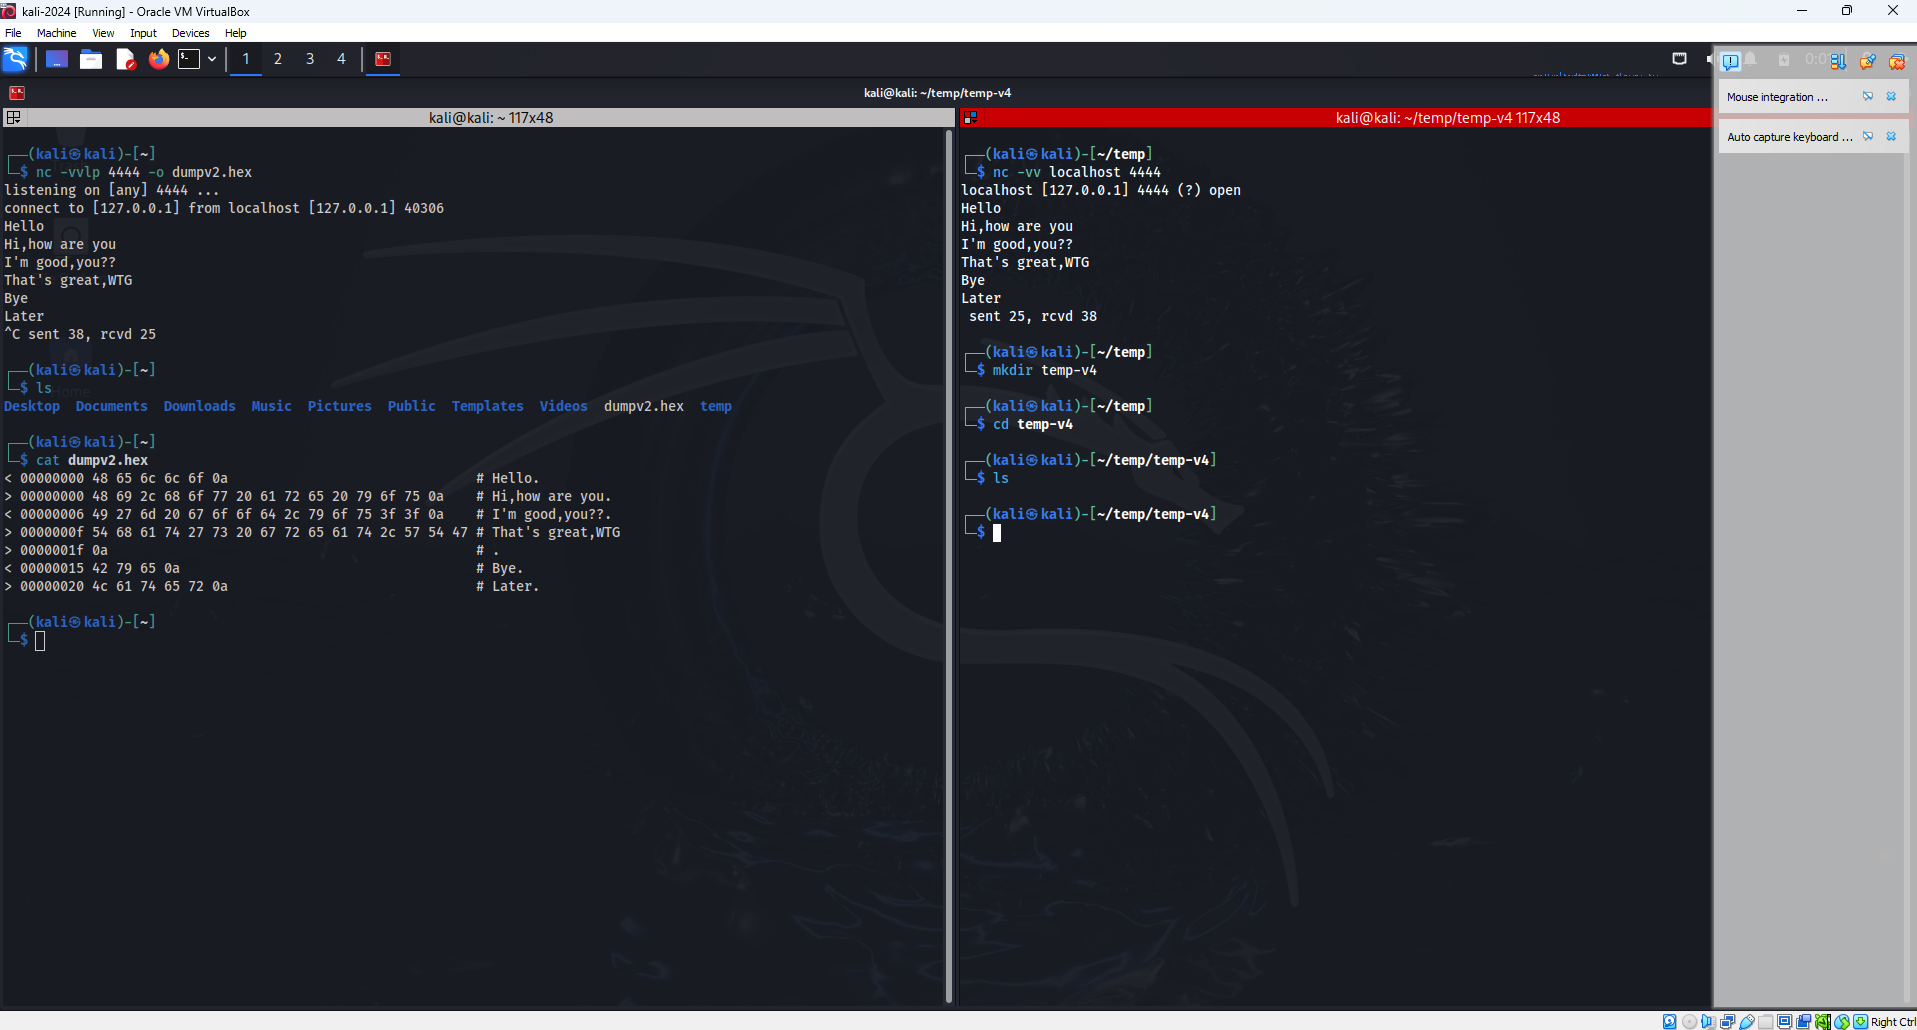 kali-2024 [Running] - Oracle VM VirtualBox
File Machine View Input Devices Help
1 2 3 4
kali@kali: ~/temp/temp-v4
kali@kali: ~ 117x48
(kali㉿kali)-[~]
$ nc -vvlp 4444 -o dumpv2.hex
listening on [any] 4444 ...
connect to [127.0.0.1] from localhost [127.0.0.1] 40306
Hello
Hi,how are you
I'm good,you??
That's great,WTG
Bye
Later
^C sent 38, rcvd 25
(kali㉿kali)-[~]
$ ls
Desktop Documents Downloads Music Pictures Public Templates Videos dumpv2.hex temp
(kali㉿kali)-[~]
$ cat dumpv2.hex
< 00000000 48 65 6c 6c 6f 0a # Hello.
> 00000000 48 69 2c 68 6f 77 20 61 72 65 20 79 6f 75 0a # Hi,how are you.
< 00000006 49 27 6d 20 67 6f 6f 64 2c 79 6f 75 3f 3f 0a # I'm good,you??.
> 0000000f 54 68 61 74 27 73 20 67 72 65 61 74 2c 57 54 47 # That's great,WTG
> 0000001f 0a # .
< 00000015 42 79 65 0a # Bye.
> 00000020 4c 61 74 65 72 0a # Later.
(kali㉿kali)-[~]
$
kali@kali: ~/temp/temp-v4 117x48
(kali㉿kali)-[~/temp]
$ nc -vv localhost 4444
localhost [127.0.0.1] 4444 (?) open
Hello
Hi,how are you
I'm good,you??
That's great,WTG
Bye
Later
sent 25, rcvd 38
(kali㉿kali)-[~/temp]
$ mkdir temp-v4
(kali㉿kali)-[~/temp]
$ cd temp-v4
(kali㉿kali)-[~/temp/temp-v4]
$ ls
(kali㉿kali)-[~/temp/temp-v4]
$
Mouse integration ...
Auto capture keyboard ...
Right Ctrl